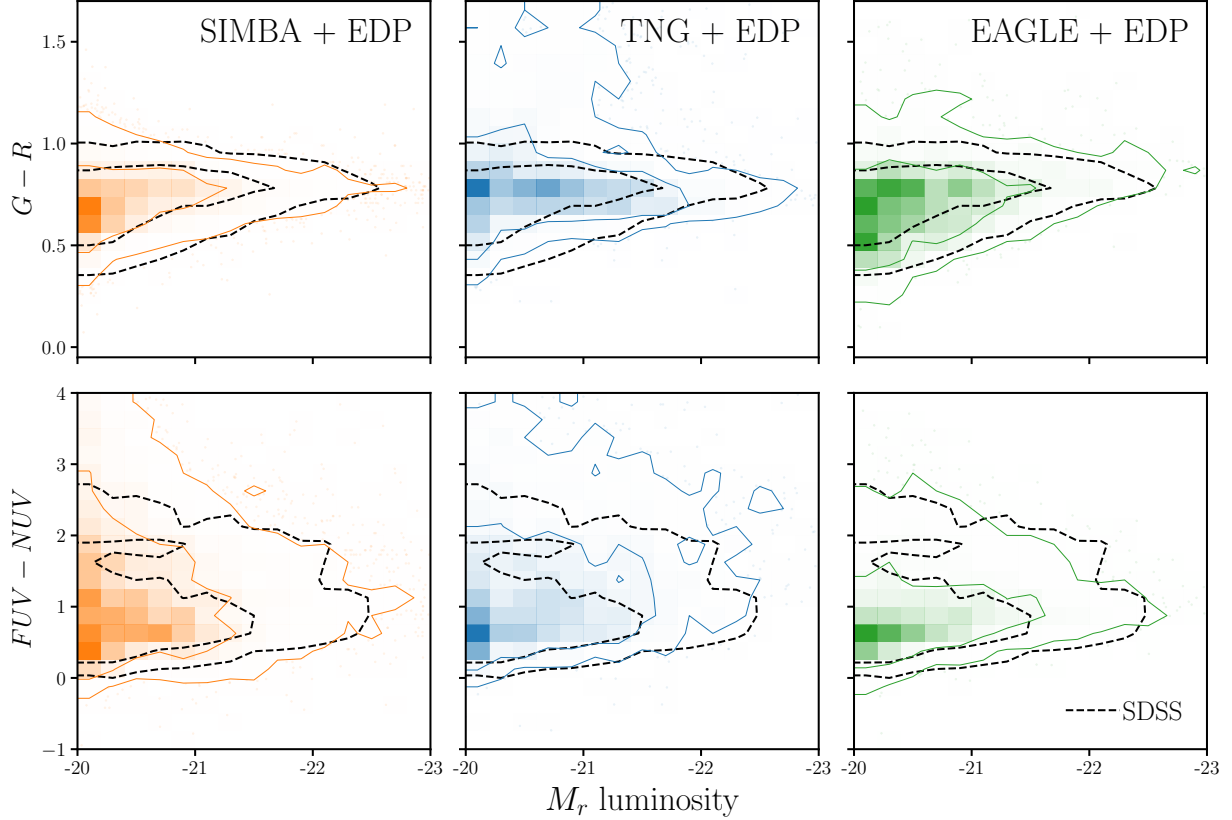 SIMBA + EDP
TNG + EDP
EAGLE + EDP
1.5
1.0
0.5
0.0
G − R
4
3
2
1
0
−1
FUV − NUV
SDSS
-20 -21 -22 -23
-20 -21 -22 -23
-20 -21 -22 -23
M_r luminosity